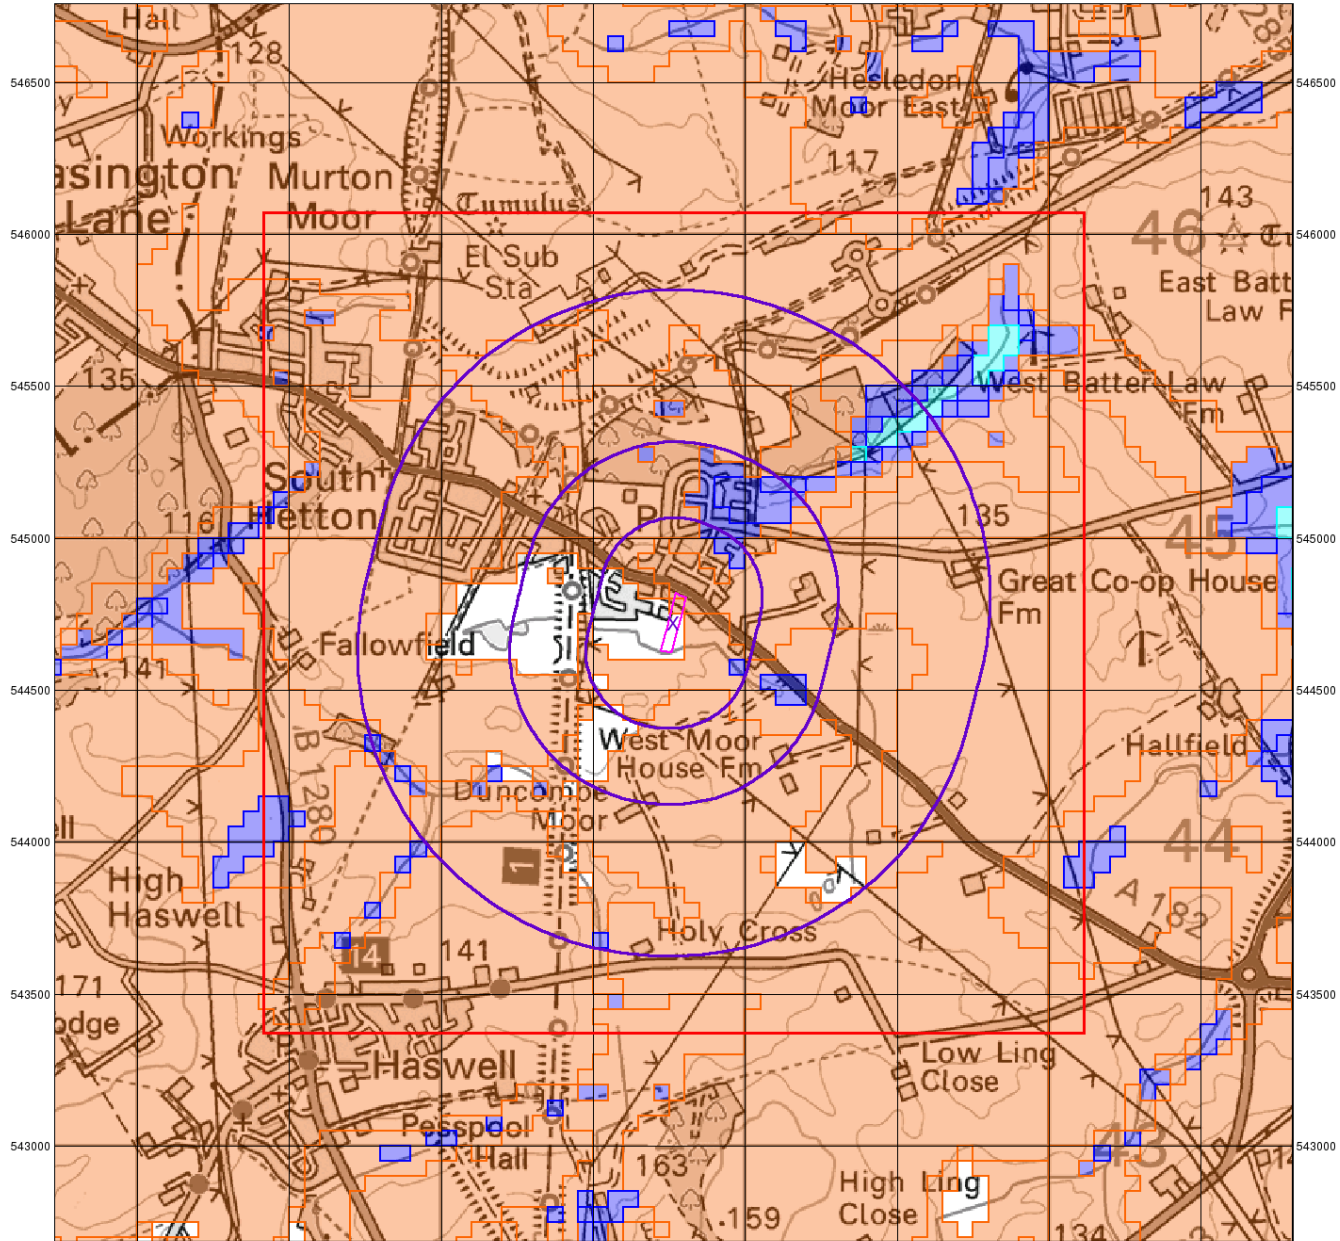 Hall
128
Hesledon
Moor East
28
546500
546500
Workings
117
asington
Lane
Murton
Moor
Tumulus
143
46
546000
546000
El Sub
Sta
East Batt
Law F
135
545500
545500
West Batter Law
Fm
South
Hetton
116
P
135
45
545000
545000
Great Co-op House
Fm
Fallowfield
X
141
544500
544500
B 1280
West Moor
House Fm
Hallfield
Duncombe
Moor
ell
544000
544000
44
1
High
Haswell
A 182
Holy Cross
14
141
171
543500
543500
odge
P
Haswell
Low Ling
Close
Pesspool
Hall
543000
543000
43
163
High Ling
Close
159
134